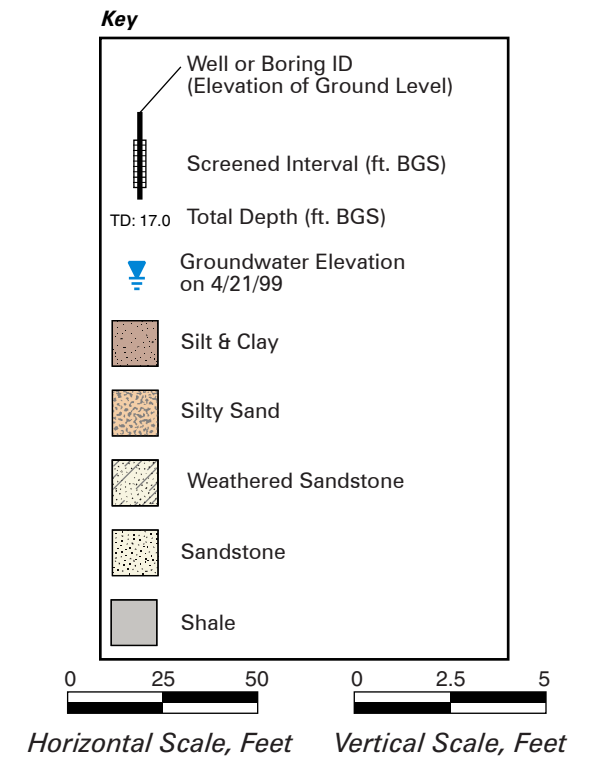 Key
Well or Boring ID
(Elevation of Ground Level)
Screened Interval (ft. BGS)
TD: 17.0 Total Depth (ft. BGS)
Groundwater Elevation
on 4/21/99
Silt & Clay
Silty Sand
Weathered Sandstone
Sandstone
Shale
0 25 50
Horizontal Scale, Feet
0 2.5 5
Vertical Scale, Feet